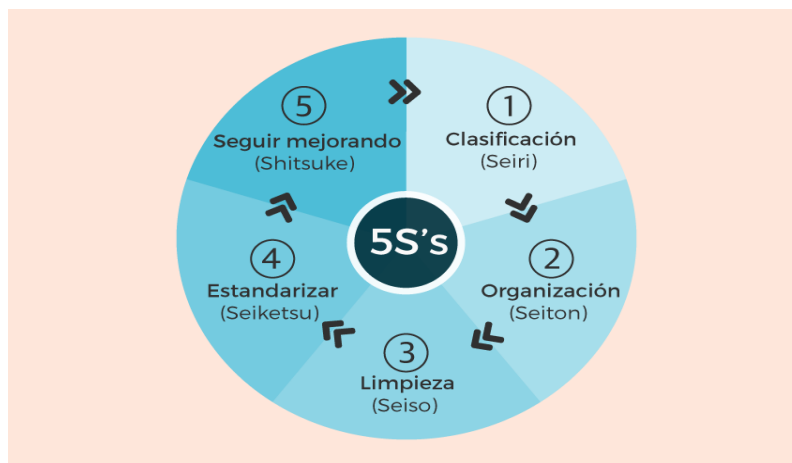 1
Clasificación
(Seiri)
2
Organización
(Seiton)
3
Limpieza
(Seiso)
4
Estandarizar
(Seiketsu)
5
Seguir mejorando
(Shitsuke)
5S's